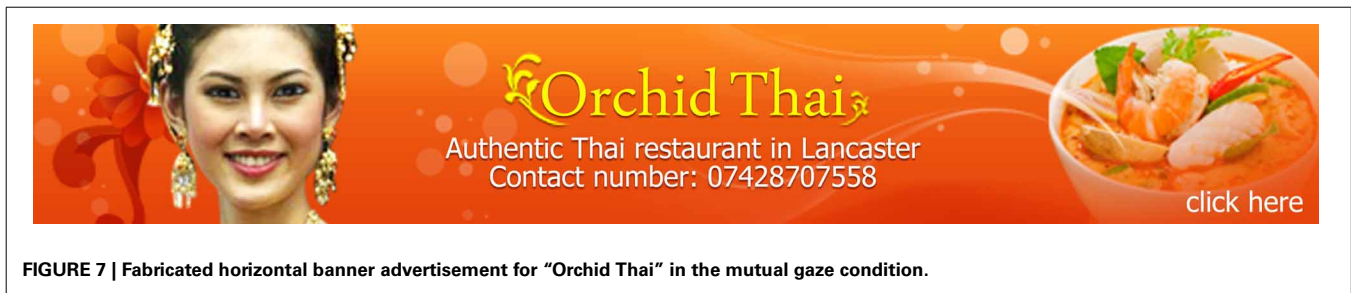 Orchid Thai
Authentic Thai restaurant in Lancaster
Contact number: 07428707558
click here
FIGURE 7 | Fabricated horizontal banner advertisement for “Orchid Thai” in the mutual gaze condition.